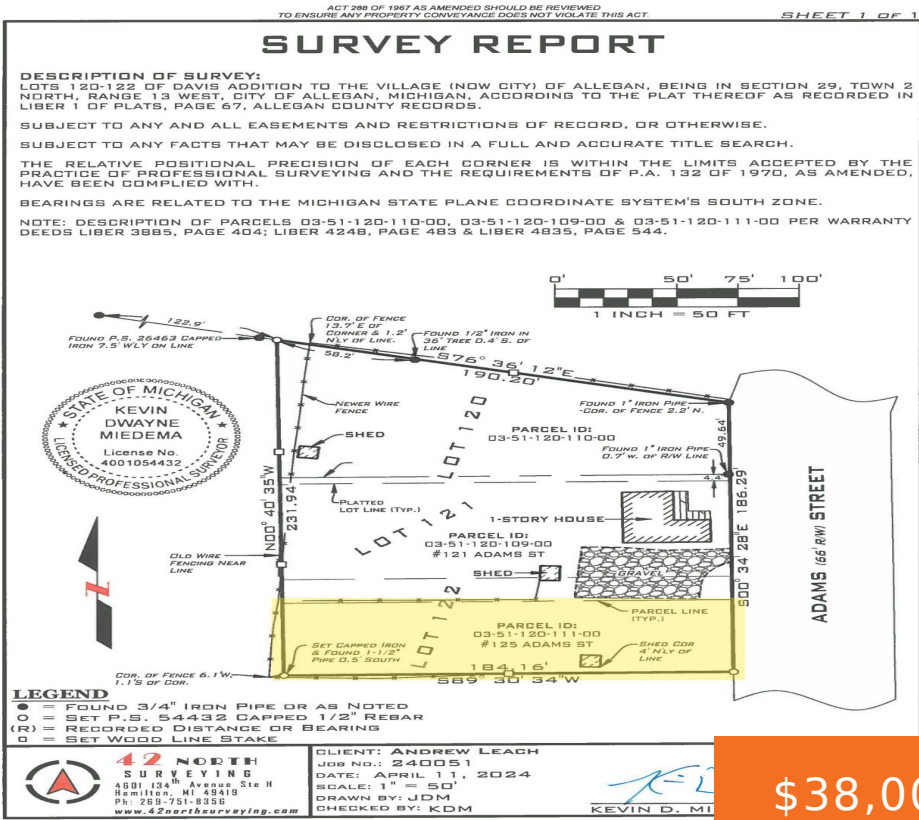 ACT 288 OF 1967 AS AMENDED SHOULD BE REVIEWED
TO ENSURE ANY PROPERTY CONVEYANCE DOES NOT VIOLATE THIS ACT.
SHEET 1 OF 1
SURVEY REPORT
DESCRIPTION OF SURVEY:
LOTS 120-122 OF DAVIS ADDITION TO THE VILLAGE (NOW CITY) OF ALLEGAN, BEING IN SECTION 29, TOWN 2
NORTH, RANGE 13 WEST, CITY OF ALLEGAN, MICHIGAN, ACCORDING TO THE PLAT THEREOF AS RECORDED IN
LIBER 1 OF PLATS, PAGE 67, ALLEGAN COUNTY RECORDS.
SUBJECT TO ANY AND ALL EASEMENTS AND RESTRICTIONS OF RECORD, OR OTHERWISE.
SUBJECT TO ANY FACTS THAT MAY BE DISCLOSED IN A FULL AND ACCURATE TITLE SEARCH.
THE RELATIVE POSITIONAL PRECISION OF EACH CORNER IS WITHIN THE LIMITS ACCEPTED BY THE
PRACTICE OF PROFESSIONAL SURVEYING AND THE REQUIREMENTS OF P.A. 132 OF 1970, AS AMENDED,
HAVE BEEN COMPLIED WITH.
BEARINGS ARE RELATED TO THE MICHIGAN STATE PLANE COORDINATE SYSTEM'S SOUTH ZONE.
NOTE: DESCRIPTION OF PARCELS 03-51-120-110-00, 03-51-120-109-00 & 03-51-120-111-00 PER WARRANTY
DEEDS LIBER 3885, PAGE 404; LIBER 4248, PAGE 483 & LIBER 4835, PAGE 544.
0' 50' 75' 100'
1 INCH = 50 FT
122.9'
FOUND P.S. 26463 CAPPED
IRON 7.5' WLY ON LINE
COR. OF FENCE
13.7' E OF
CORNER & 1.2'
N'LY OF LINE.
58.2'
FOUND 1/2" IRON IN
36" TREE 0.4' S. OF
LINE
S76° 36' 12"E
190.20'
STATE OF MICHIGAN
KEVIN
DWAYNE
MIEDEMA
License No.
4001054432
LICENSED PROFESSIONAL SURVEYOR
NEWER WIRE
FENCE
SHED
LOT 120
PARCEL ID:
03-51-120-110-00
FOUND 1" IRON PIPE
-COR. OF FENCE 2.2' N.
49.64'
FOUND 1" IRON PIPE
0.7' W. OF R/W LINE
4.4'
N00° 40' 35"W
231.94'
PLATTED
LOT LINE (TYP.)
LOT 121
1-STORY HOUSE
PARCEL ID:
03-51-120-109-00
#121 ADAMS ST
S00° 34' 28"E 186.29'
ADAMS (66' R/W) STREET
OLD WIRE
FENCING NEAR
LINE
SHED
GRAVEL
LOT 122
PARCEL LINE
(TYP.)
PARCEL ID:
03-51-120-111-00
#125 ADAMS ST
SET CAPPED IRON
& FOUND 1-1/2"
PIPE 0.5' SOUTH
SHED COR
4' N'LY OF
LINE
184.16'
S89° 30' 34"W
COR. OF FENCE 6.1'W,
1.1'S OF COR.
LEGEND
● = FOUND 3/4" IRON PIPE OR AS NOTED
○ = SET P.S. 54432 CAPPED 1/2" REBAR
(R) = RECORDED DISTANCE OR BEARING
□ = SET WOOD LINE STAKE
42 NORTH
SURVEYING
4601 134th Avenue Ste H
Hamilton, MI 49419
Ph: 269-751-8356
www.42northsurveying.com
CLIENT: ANDREW LEACH
JOB NO.: 240051
DATE: APRIL 11, 2024
SCALE: 1" = 50'
DRAWN BY: JDM
CHECKED BY: KDM
KEVIN D. MI
$38,00